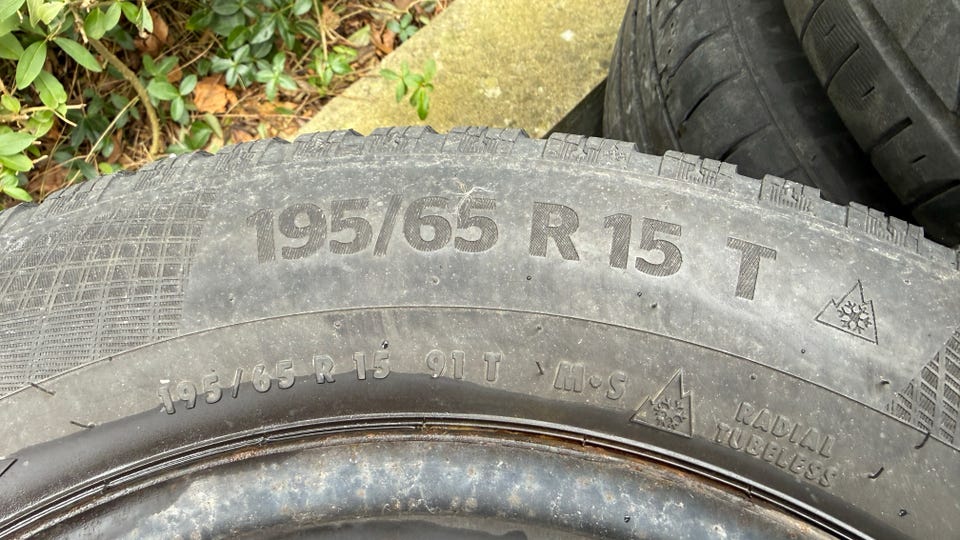 195/65 R 15 T
195/65 R 15 91 T M•S
RADIAL
TUBELESS